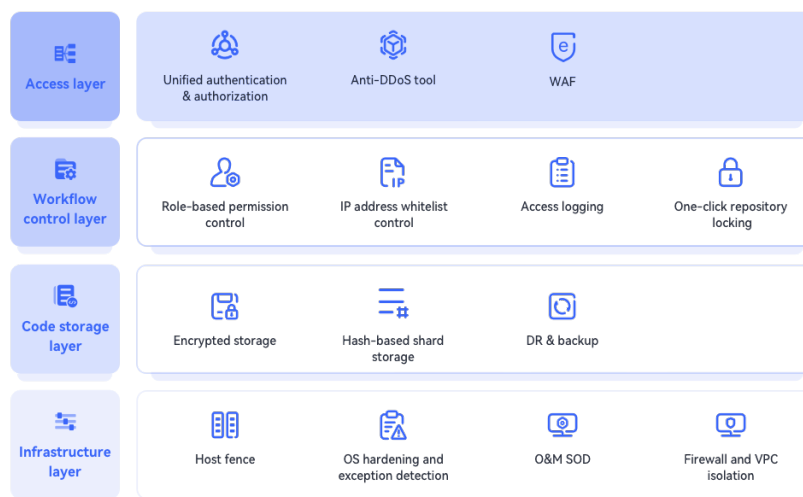 Access layer
Unified authentication
& authorization
Anti-DDoS tool
e
WAF
Workflow
control layer
Role-based permission
control
IP
IP address whitelist
control
Access logging
One-click repository
locking
Code storage
layer
Encrypted storage
Hash-based shard
storage
DR & backup
Infrastructure
layer
Host fence
OS hardening and
exception detection
O&M SOD
Firewall and VPC
isolation